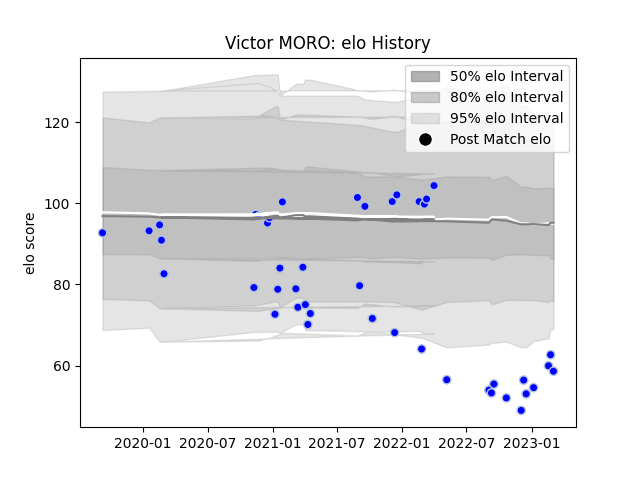 Victor MORO: elo History
50% elo Interval
80% elo Interval
95% elo Interval
Post Match elo
elo score
120
100
80
60
2020-01 2020-07 2021-01 2021-07 2022-01 2022-07 2023-01